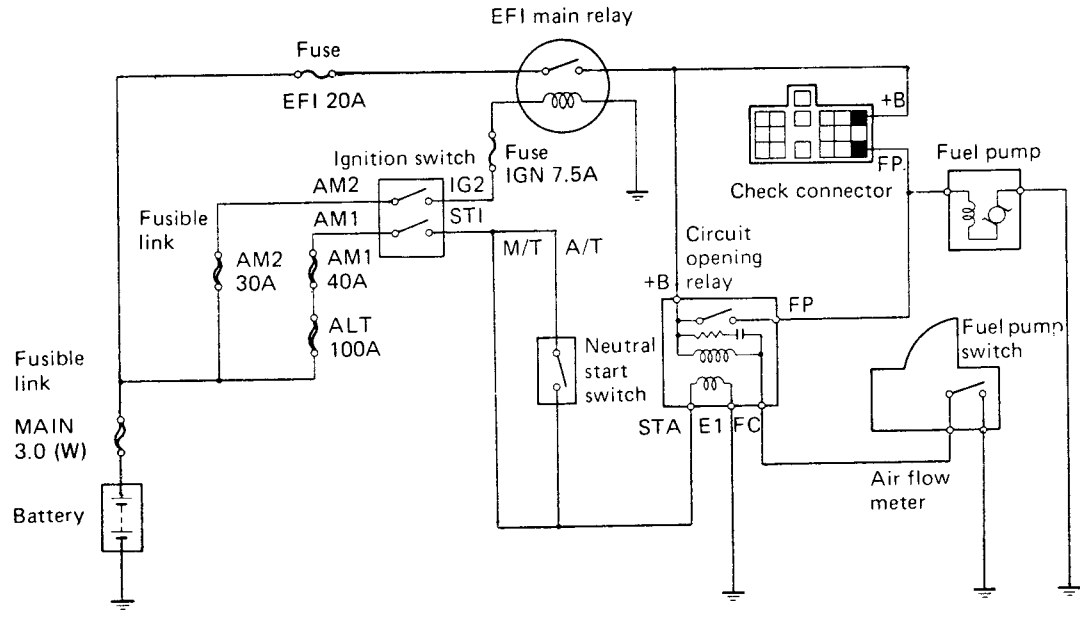 EFI main relay
Fuse
EFI 20A
+B
Fuse
IGN 7.5A
Ignition switch
AM2
IG2
AM1
STI
Check connector
FP
Fuel pump
Fusible
link
AM2
30A
AM1
40A
M/T
A/T
Circuit
opening
relay
+B
FP
ALT
100A
Neutral
start
switch
Fuel pump
switch
Fusible
link
MAIN
3.0 (W)
STA
E1
FC
Air flow
meter
Battery